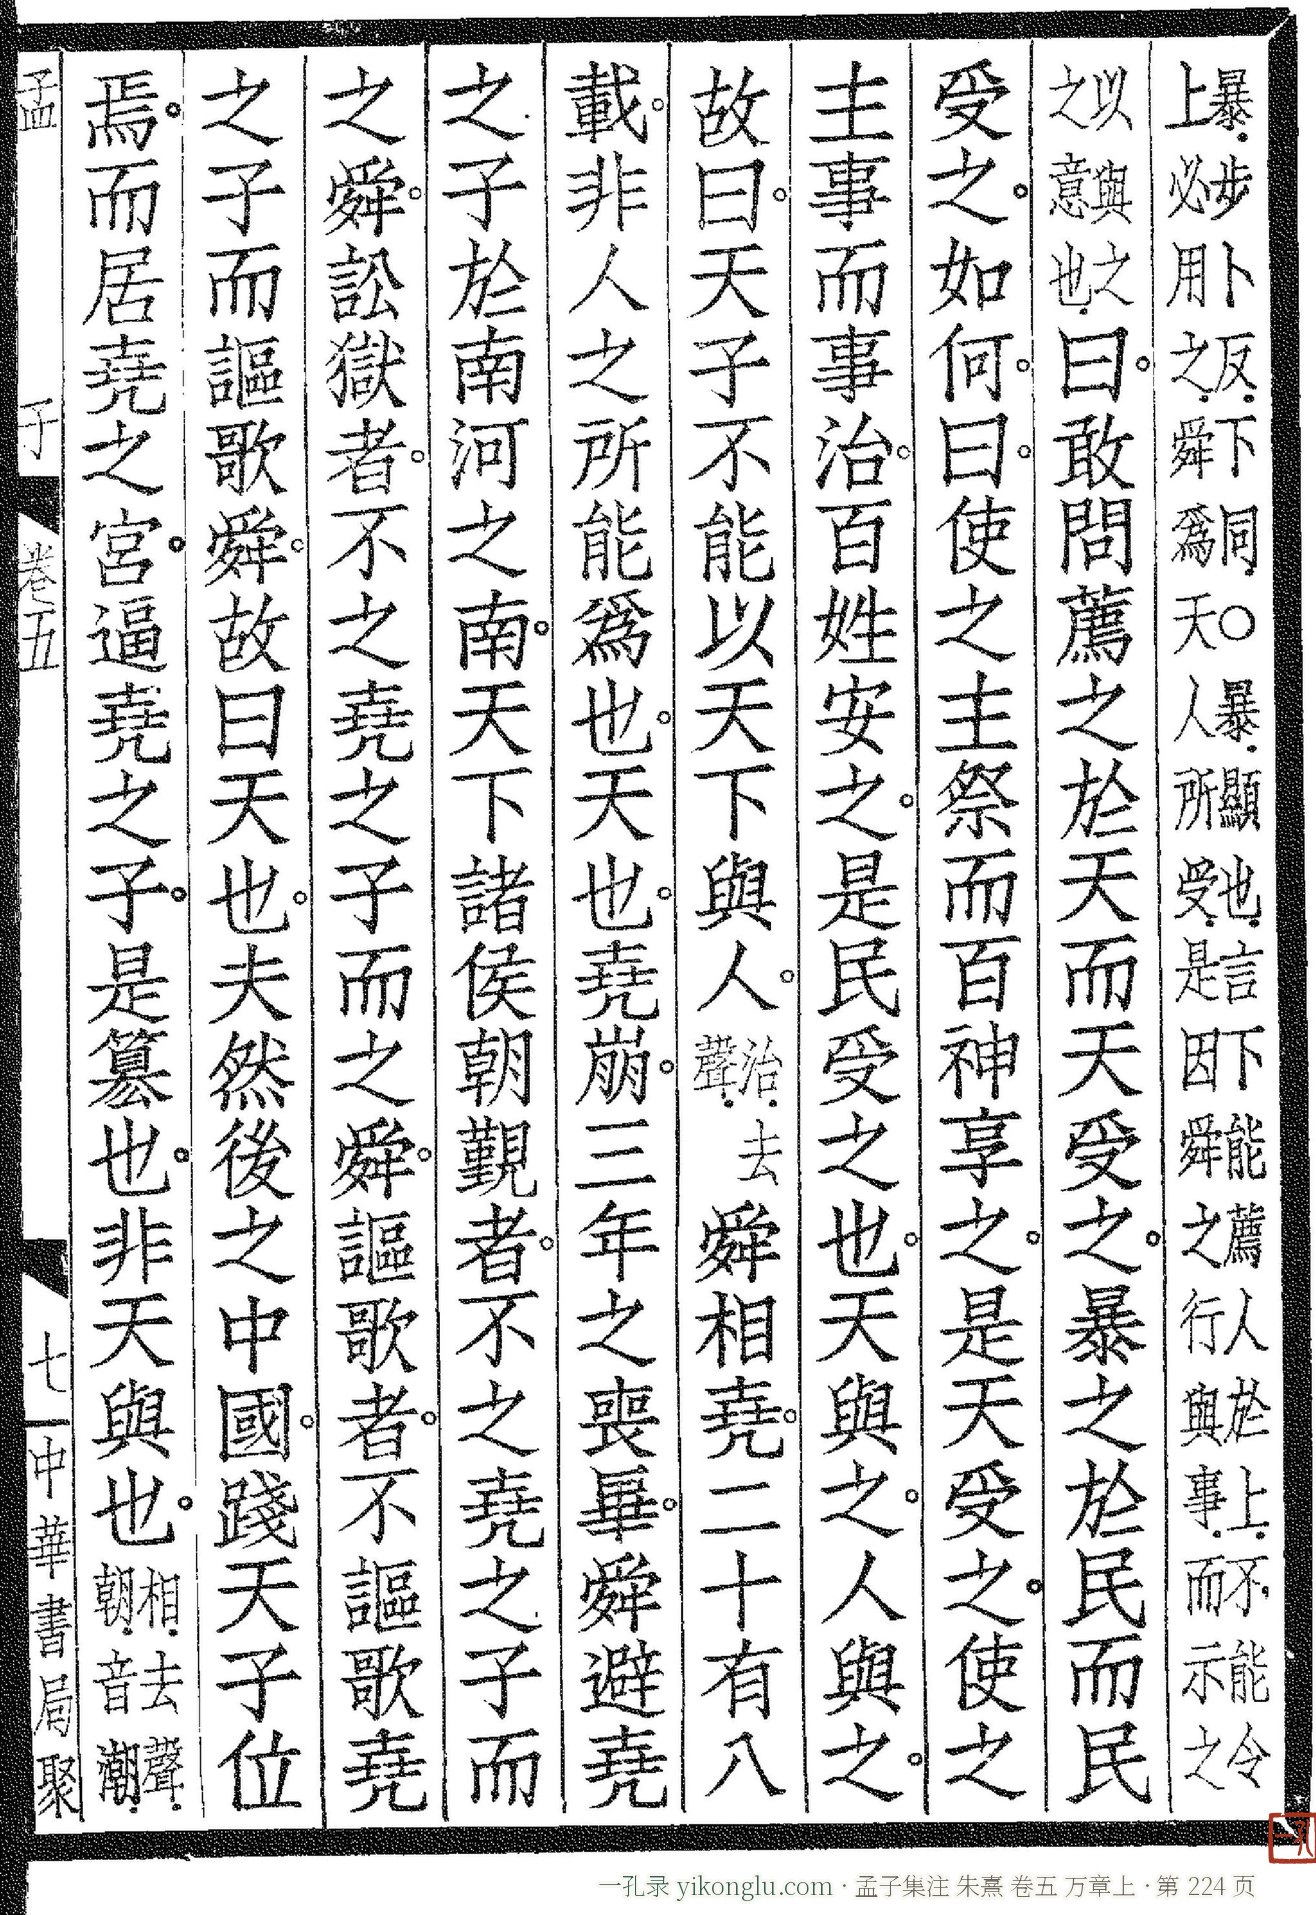 暴步卜反下同○暴顯也言下能薦人於上不能令
上必用之舜爲天人所受是因舜之行與事而示之
以與之
之意也
曰敢問薦之於天而天受之暴之於民而民
受之如何曰使之主祭而百神享之是天受之使之
主事而事治百姓安之是民受之也天與之人與之
故曰天子不能以天下與人
治去
聲
舜相堯二十有八
載非人之所能爲也天也堯崩三年之喪畢舜避堯
之子於南河之南天下諸侯朝覲者不之堯之子而
之舜訟獄者不之堯之子而之舜謳歌者不謳歌堯
之子而謳歌舜故曰天也夫然後之中國踐天子位
焉而居堯之宮逼堯之子是簒也非天與也
相去聲
朝音潮
孟子 卷五 七 中華書局聚
一孔录 yikonglu.com · 孟子集注 朱熹 卷五 万章上 · 第 224 页